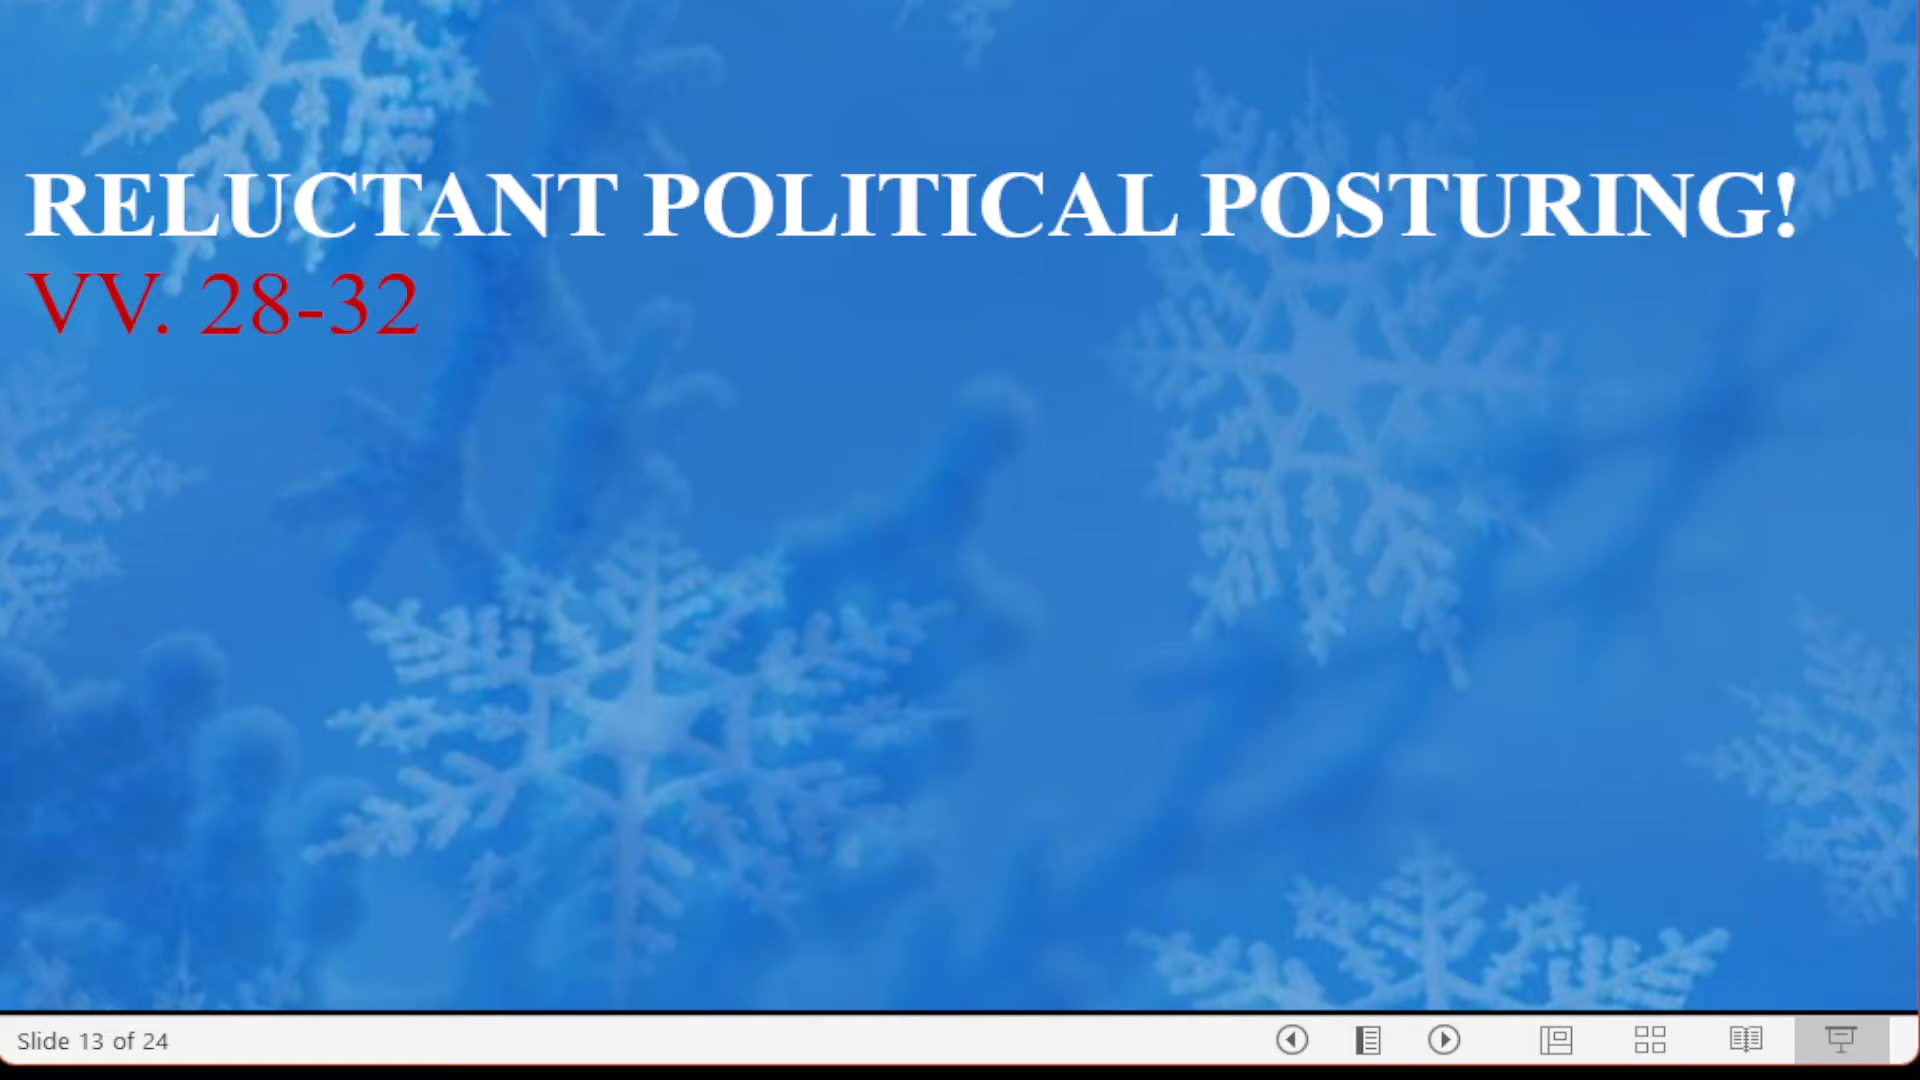 RELUCTANT POLITICAL POSTURING!
VV. 28-32
Slide 13 of 24